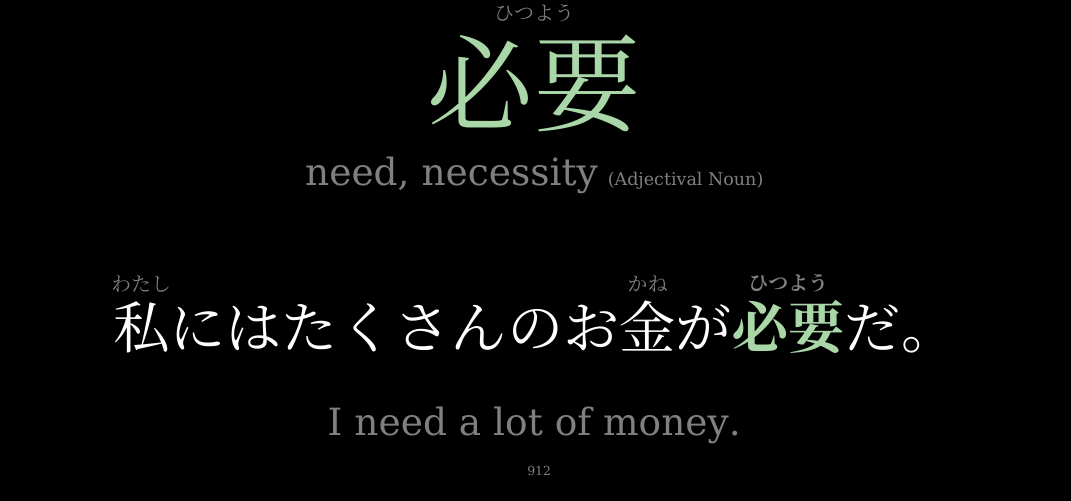 ひつよう
必要
need, necessity (Adjectival Noun)
わたし かね ひつよう
私にはたくさんのお金が必要だ。
I need a lot of money.
912